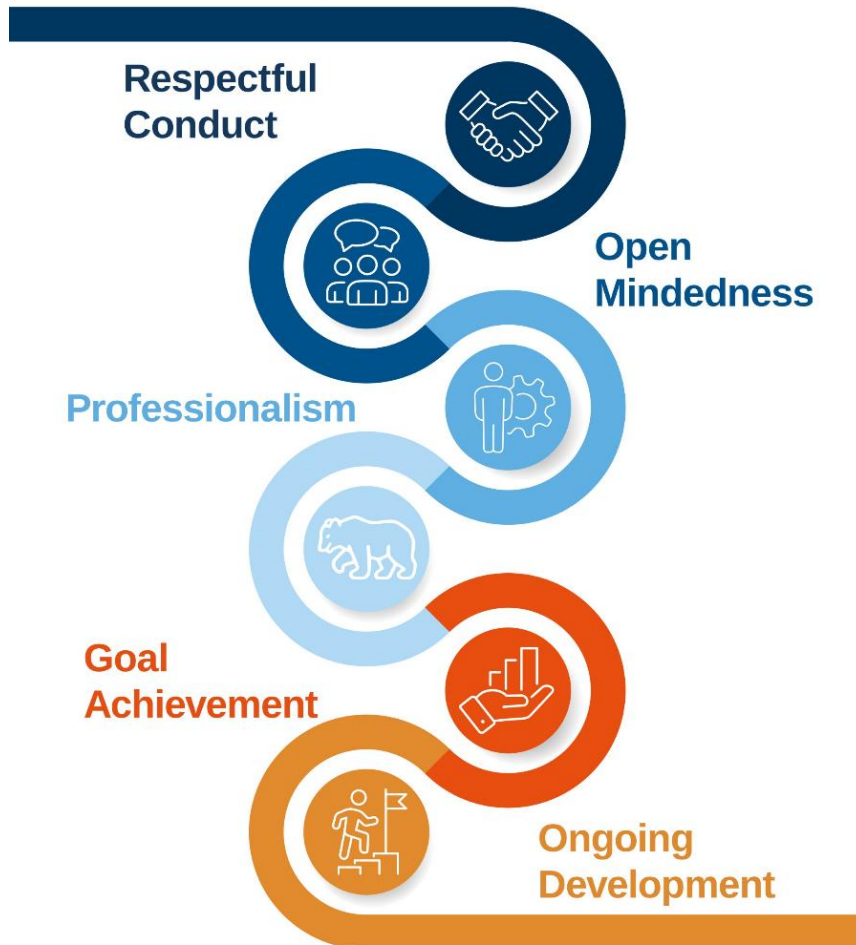 Respectful
Conduct
Open
Mindedness
Professionalism
Goal
Achievement
Ongoing
Development